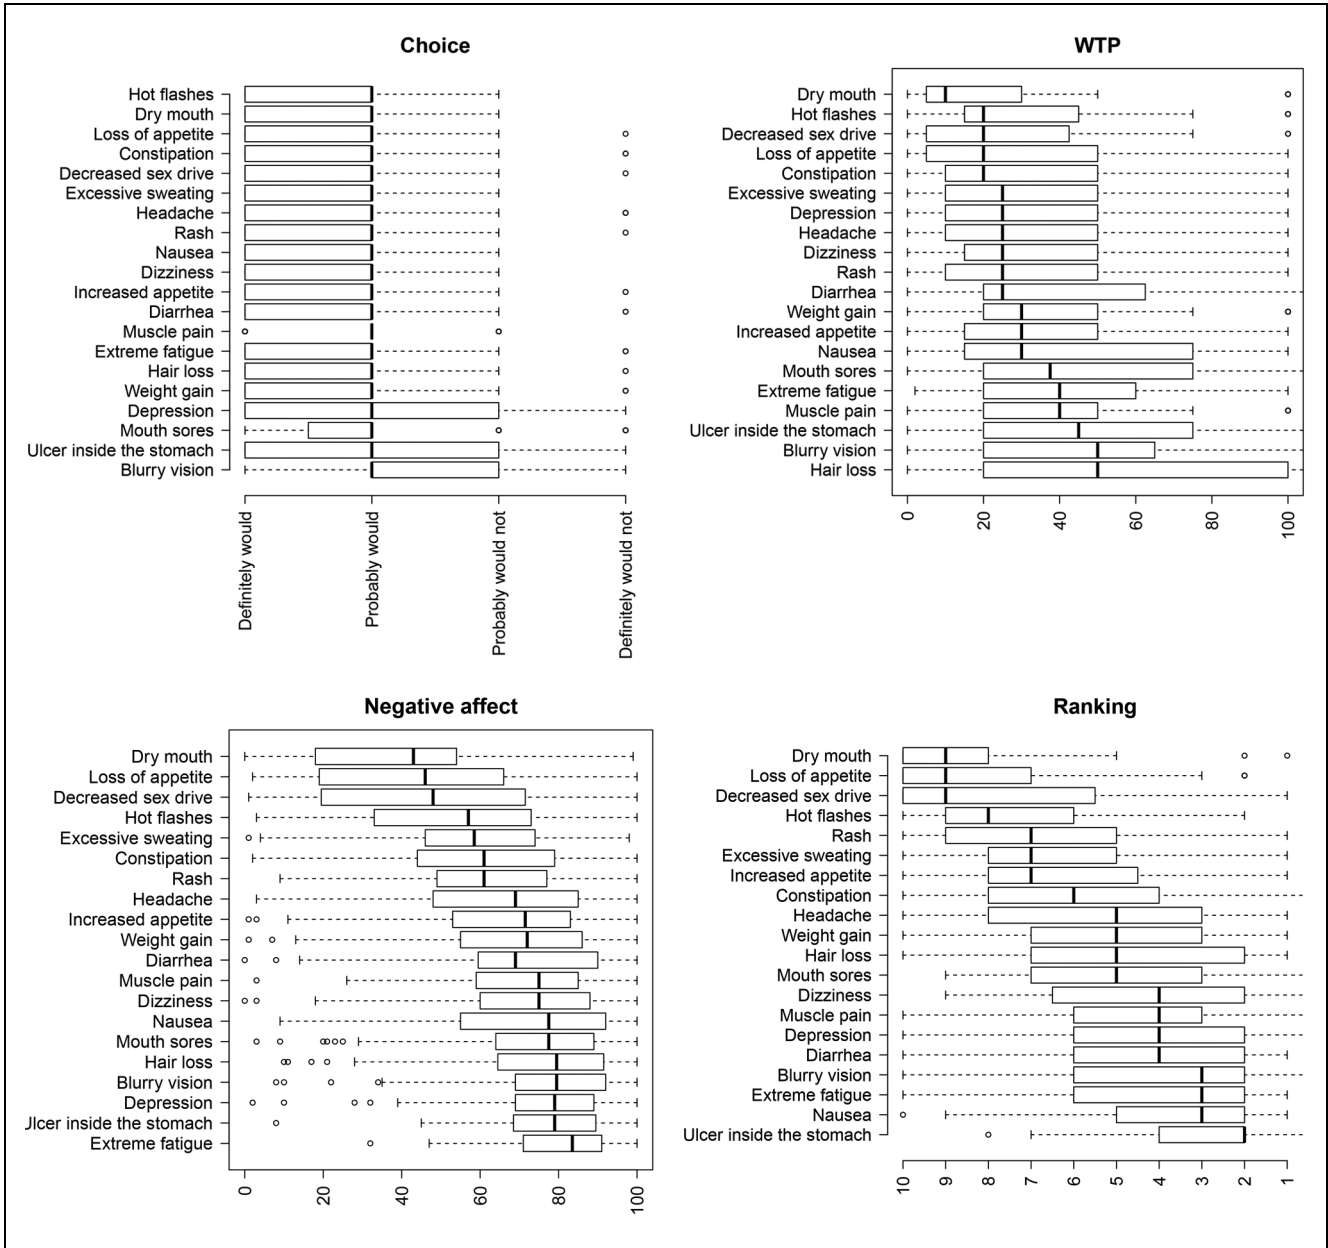 Choice
Hot flashes
Dry mouth
Loss of appetite
Constipation
Decreased sex drive
Excessive sweating
Headache
Rash
Nausea
Dizziness
Increased appetite
Diarrhea
Muscle pain
Extreme fatigue
Hair loss
Weight gain
Depression
Mouth sores
Ulcer inside the stomach
Blurry vision
Definitely would
Probably would
Probably would not
Definitely would not
WTP
Dry mouth
Hot flashes
Decreased sex drive
Loss of appetite
Constipation
Excessive sweating
Depression
Headache
Dizziness
Rash
Diarrhea
Weight gain
Increased appetite
Nausea
Mouth sores
Extreme fatigue
Muscle pain
Ulcer inside the stomach
Blurry vision
Hair loss
0 20 40 60 80 100
Negative affect
Dry mouth
Loss of appetite
Decreased sex drive
Hot flashes
Excessive sweating
Constipation
Rash
Headache
Increased appetite
Weight gain
Diarrhea
Muscle pain
Dizziness
Nausea
Mouth sores
Hair loss
Blurry vision
Depression
Jlcer inside the stomach
Extreme fatigue
0 20 40 60 80 100
Ranking
Dry mouth
Loss of appetite
Decreased sex drive
Hot flashes
Rash
Excessive sweating
Increased appetite
Constipation
Headache
Weight gain
Hair loss
Mouth sores
Dizziness
Muscle pain
Depression
Diarrhea
Blurry vision
Extreme fatigue
Nausea
Ulcer inside the stomach
10 9 8 7 6 5 4 3 2 1